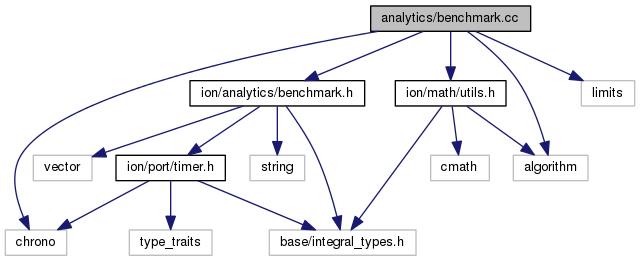 analytics/benchmark.cc
ion/analytics/benchmark.h
ion/math/utils.h
limits
vector
ion/port/timer.h
string
cmath
algorithm
chrono
type_traits
base/integral_types.h